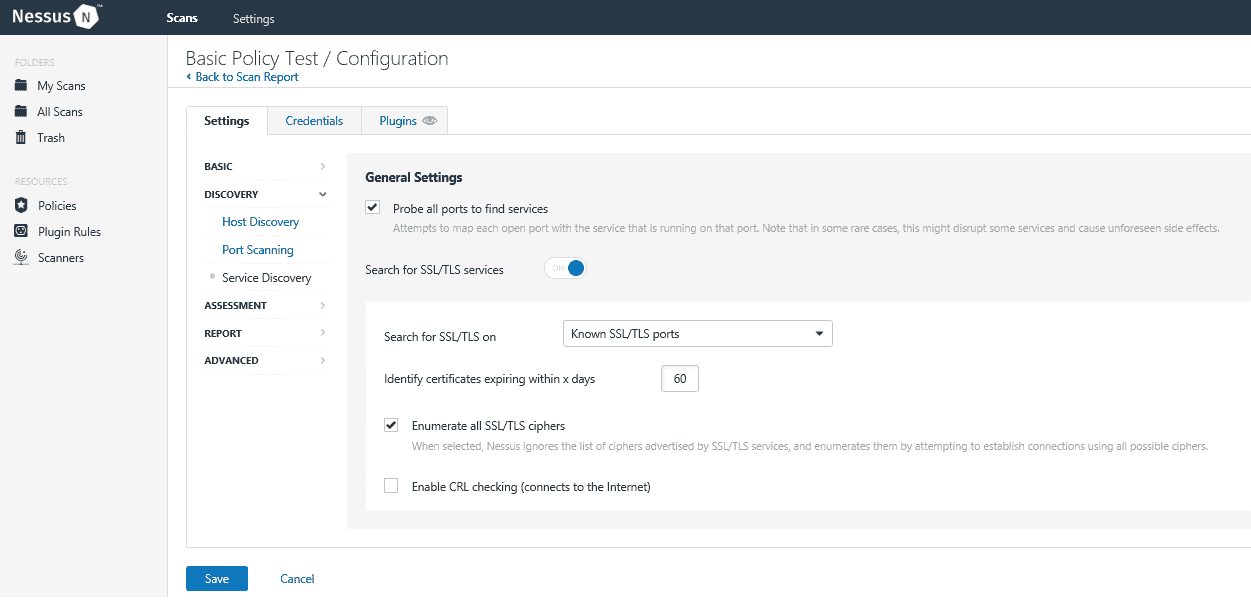 Nessus N ™
Scans Settings
FOLDERS
My Scans
All Scans
Trash
RESOURCES
Policies
Plugin Rules
Scanners
Basic Policy Test / Configuration
Back to Scan Report
Settings Credentials Plugins
BASIC
DISCOVERY
Host Discovery
Port Scanning
Service Discovery
ASSESSMENT
REPORT
ADVANCED
General Settings
Probe all ports to find services
Attempts to map each open port with the service that is running on that port. Note that in some rare cases, this might disrupt some services and cause unforeseen side effects.
Search for SSL/TLS services ON
Search for SSL/TLS on Known SSL/TLS ports
Identify certificates expiring within x days 60
Enumerate all SSL/TLS ciphers
When selected, Nessus ignores the list of ciphers advertised by SSL/TLS services, and enumerates them by attempting to establish connections using all possible ciphers.
Enable CRL checking (connects to the Internet)
Save Cancel